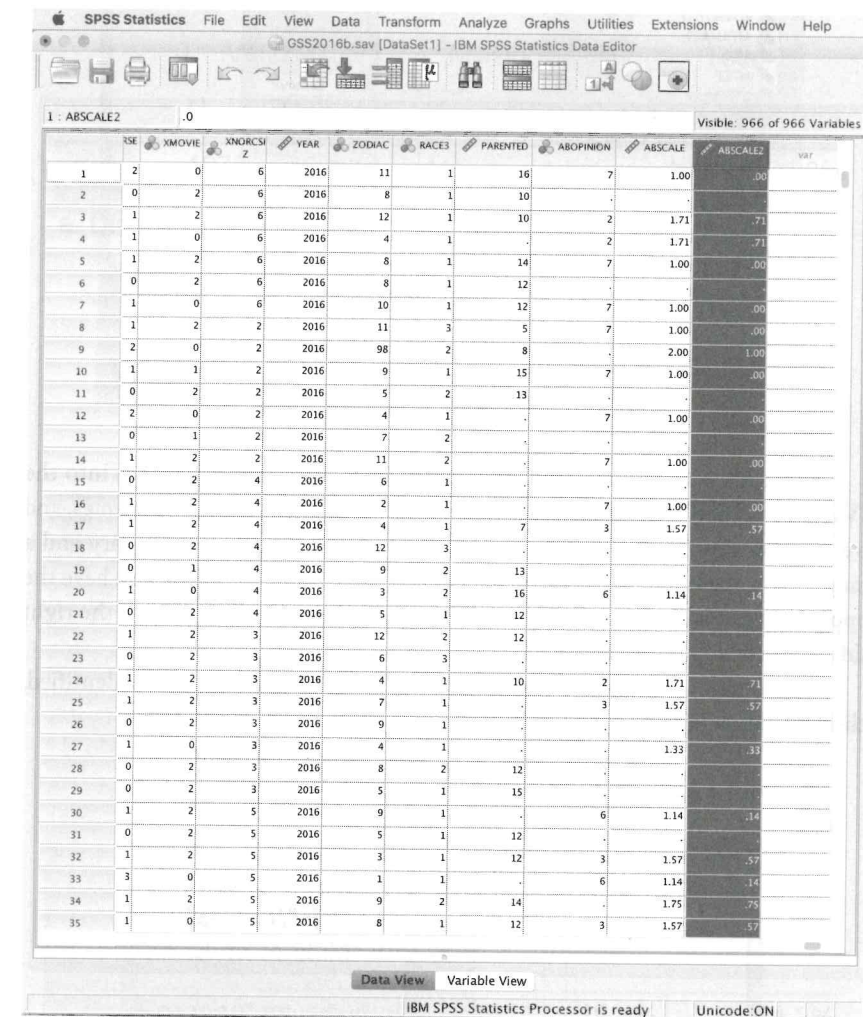 SPSS Statistics File Edit View Data Transform Analyze Graphs Utilities Extensions Window Help
GSS2016b.sav [DataSet1] - IBM SPSS Statistics Data Editor
1 : ABSCALE2 .0 Visible: 966 of 966 Variables
RSE XMOVIE XNORCSI Z YEAR ZODIAC RACE3 PARENTED ABOPINION ABSCALE ABSCALE2 var
1 2 0 6 2016 11 1 16 7 1.00 .00
2 0 2 6 2016 8 1 10 . . .
3 1 2 6 2016 12 1 10 2 1.71 .71
4 1 0 6 2016 4 1 . 2 1.71 .71
5 1 2 6 2016 8 1 14 7 1.00 .00
6 0 2 6 2016 8 1 12 . . .
7 1 0 6 2016 10 1 12 7 1.00 .00
8 1 2 2 2016 11 3 5 7 1.00 .00
9 2 0 2 2016 98 2 8 . 2.00 1.00
10 1 1 2 2016 9 1 15 7 1.00 .00
11 0 2 2 2016 5 2 13 . . .
12 2 0 2 2016 4 1 . 7 1.00 .00
13 0 1 2 2016 7 2 . . . .
14 1 2 2 2016 11 2 . 7 1.00 .00
15 0 2 4 2016 6 1 . . . .
16 1 2 4 2016 2 1 . 7 1.00 .00
17 1 2 4 2016 4 1 7 3 1.57 .57
18 0 2 4 2016 12 3 . . . .
19 0 1 4 2016 9 2 13 . . .
20 1 0 4 2016 3 2 16 6 1.14 .14
21 0 2 4 2016 5 1 12 . . .
22 1 2 3 2016 12 2 12 . . .
23 0 2 3 2016 6 3 . . . .
24 1 2 3 2016 4 1 10 2 1.71 .71
25 1 2 3 2016 7 1 . 3 1.57 .57
26 0 2 3 2016 9 1 . . . .
27 1 0 3 2016 4 1 . . 1.33 .33
28 0 2 3 2016 8 2 12 . . .
29 0 2 3 2016 5 1 15 . . .
30 1 2 5 2016 9 1 . 6 1.14 .14
31 0 2 5 2016 5 1 12 . . .
32 1 2 5 2016 3 1 12 3 1.57 .57
33 3 0 5 2016 1 1 . 6 1.14 .14
34 1 2 5 2016 9 2 14 . 1.75 .75
35 1 0 5 2016 8 1 12 3 1.57 .57
Data View Variable View
IBM SPSS Statistics Processor is ready Unicode:ON